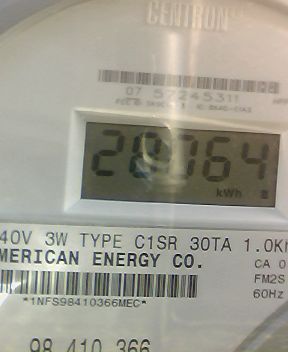 CENTRON
07 57245311
28764
kWh
40V 3W TYPE C1SR 30TA 1.0K
MERICAN ENERGY CO.
CA 0
FM2S
60Hz
*1NFS98410366MEC*
98 410 366